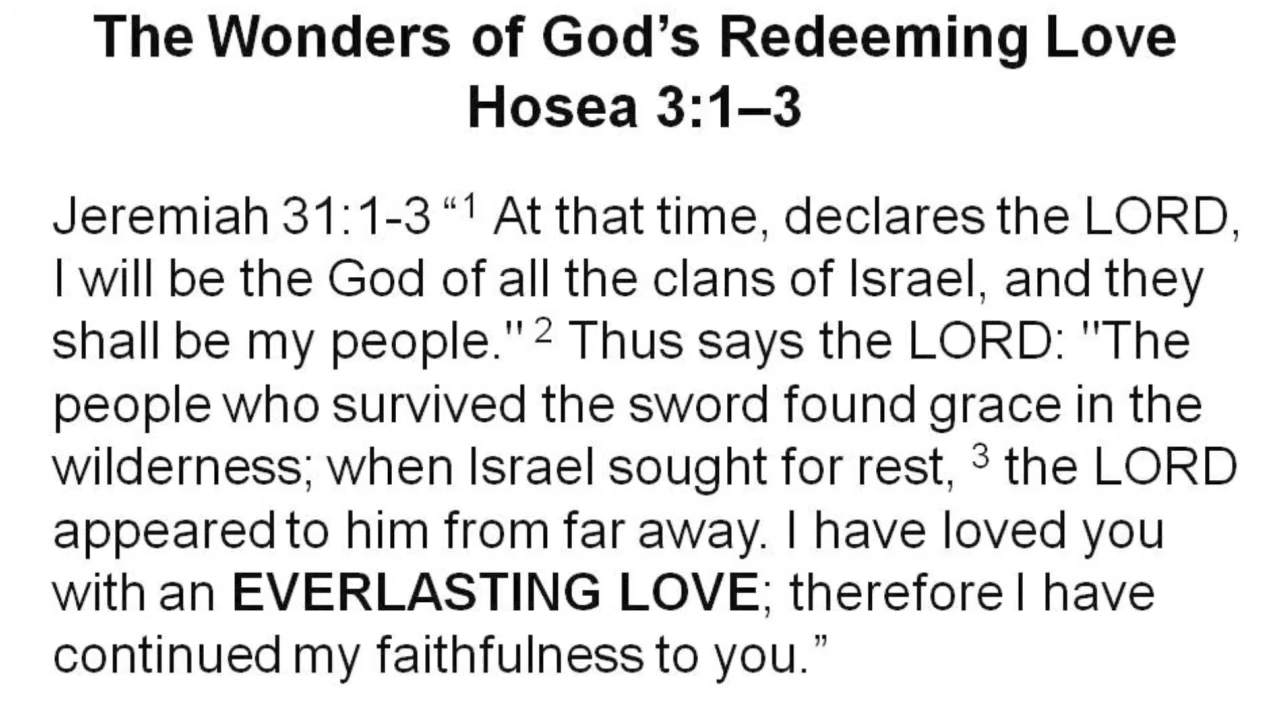 The Wonders of God’s Redeeming Love
Hosea 3:1–3
Jeremiah 31:1-3 “1 At that time, declares the LORD,
I will be the God of all the clans of Israel, and they
shall be my people." 2 Thus says the LORD: "The
people who survived the sword found grace in the
wilderness; when Israel sought for rest, 3 the LORD
appeared to him from far away. I have loved you
with an EVERLASTING LOVE; therefore I have
continued my faithfulness to you.”